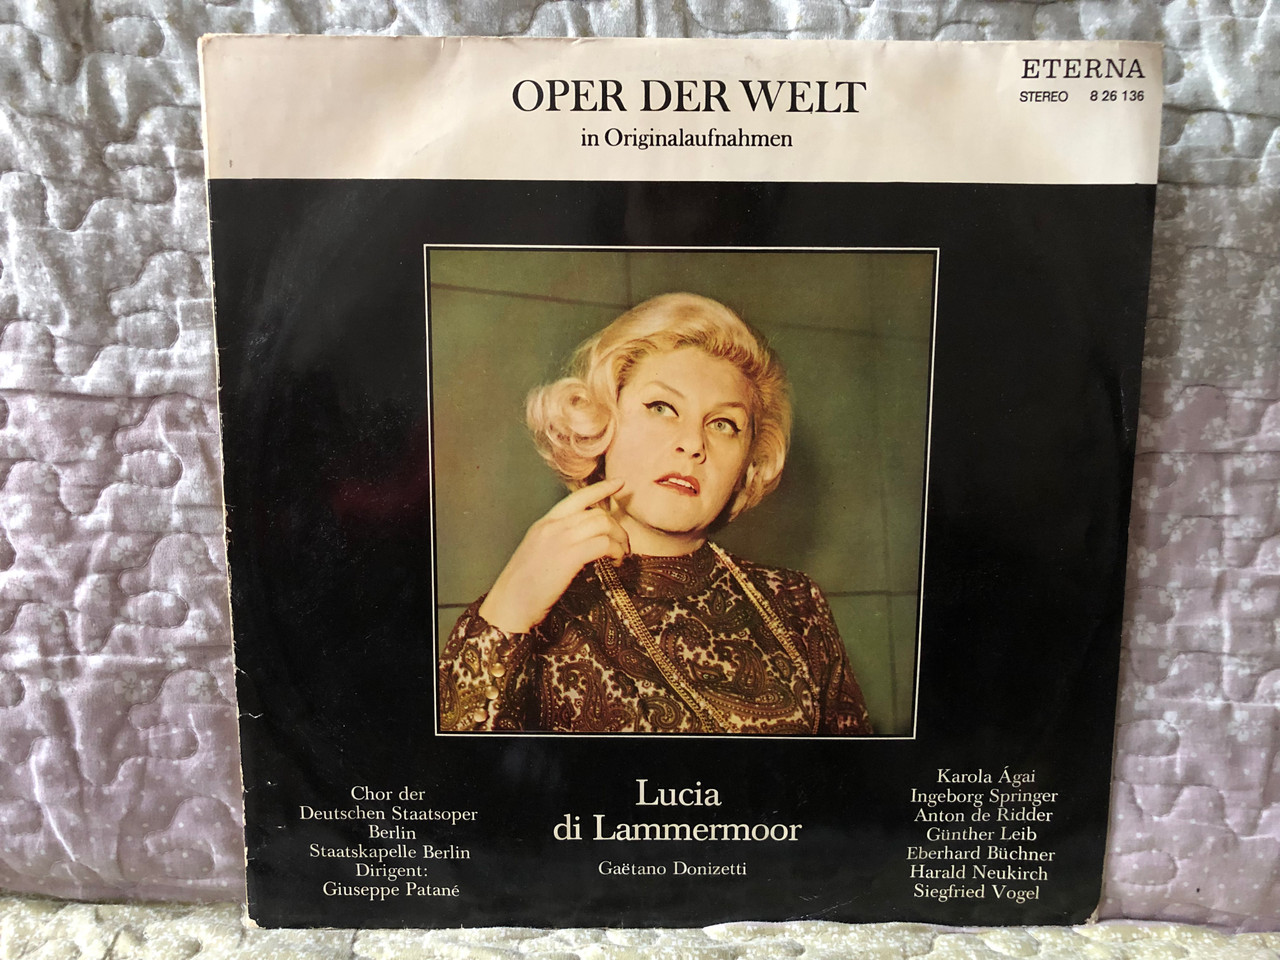 OPER DER WELT
in Originalaufnahmen
ETERNA
STEREO 8 26 136
Chor der
Deutschen Staatsoper
Berlin
Staatskapelle Berlin
Dirigent:
Giuseppe Patané
Lucia
di Lammermoor
Gaëtano Donizetti
Karola Ágai
Ingeborg Springer
Anton de Ridder
Günther Leib
Eberhard Büchner
Harald Neukirch
Siegfried Vogel